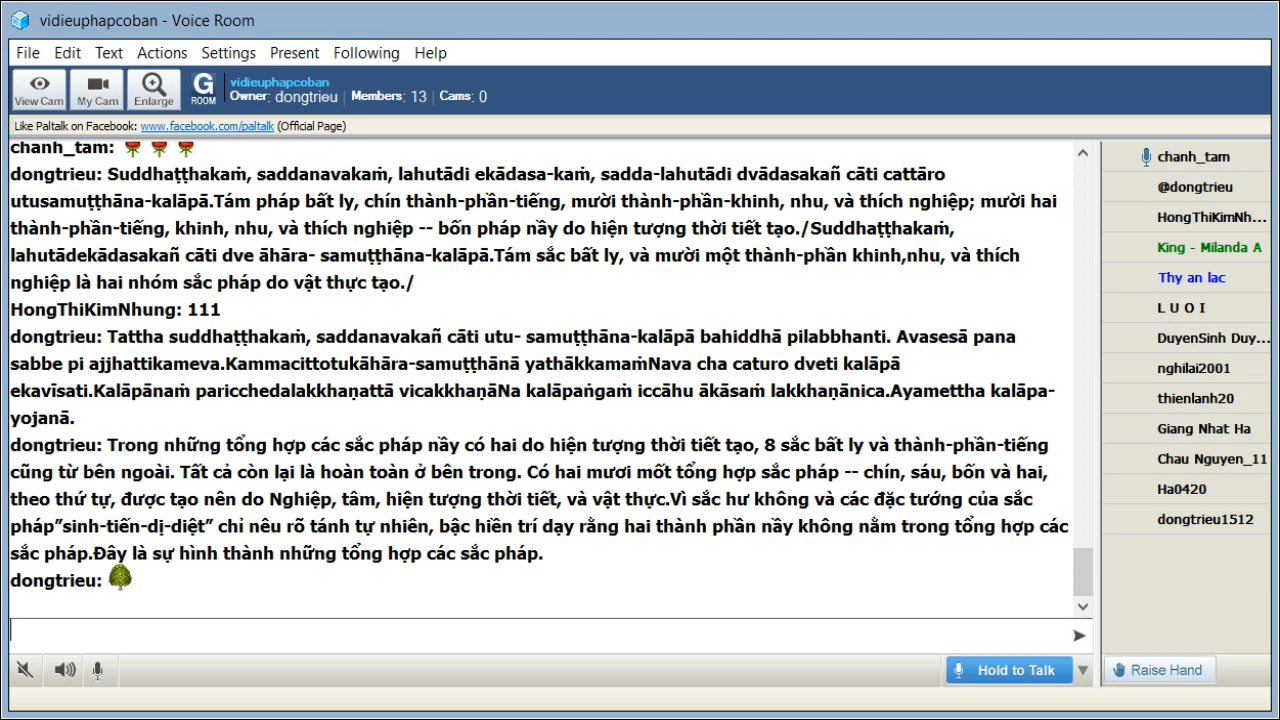 vidieuphapcoban - Voice Room
File Edit Text Actions Settings Present Following Help
View Cam My Cam Enlarge G ROOM
vidieuphapcoban
Owner: dongtrieu | Members: 13 | Cams: 0
Like Paltalk on Facebook: www.facebook.com/paltalk (Official Page)
chanh_tam:
dongtrieu: Suddhaṭṭhakaṁ, saddanavakaṁ, lahutādi ekādasa-kaṁ, sadda-lahutādi dvādasakañ cāti cattāro
utusamuṭṭhāna-kalāpā.Tám pháp bất ly, chín thành-phần-tiếng, mười thành-phần-khinh, nhu, và thích nghiệp; mười hai
thành-phần-tiếng, khinh, nhu, và thích nghiệp -- bốn pháp nầy do hiện tượng thời tiết tạo./Suddhaṭṭhakaṁ,
lahutādekādasakañ cāti dve āhāra- samuṭṭhāna-kalāpā.Tám sắc bất ly, và mười một thành-phần khinh,nhu, và thích
nghiệp là hai nhóm sắc pháp do vật thực tạo./
HongThiKimNhung: 111
dongtrieu: Tattha suddhaṭṭhakaṁ, saddanavakañ cāti utu- samuṭṭhāna-kalāpā bahiddhā pilabbhanti. Avasesā pana
sabbe pi ajjhattikameva.Kammacittotukāhāra-samuṭṭhānā yathākkamaṁNava cha caturo dveti kalāpā
ekavīsati.Kalāpānaṁ paricchedalakkhaṇattā vicakkhaṇāNa kalāpaṅgaṁ iccāhu ākāsaṁ lakkhaṇānica.Ayamettha kalāpa-
yojanā.
dongtrieu: Trong những tổng hợp các sắc pháp nầy có hai do hiện tượng thời tiết tạo, 8 sắc bất ly và thành-phần-tiếng
cũng từ bên ngoài. Tất cả còn lại là hoàn toàn ở bên trong. Có hai mươi mốt tổng hợp sắc pháp -- chín, sáu, bốn và hai,
theo thứ tự, được tạo nên do Nghiệp, tâm, hiện tượng thời tiết, và vật thực.Vì sắc hư không và các đặc tướng của sắc
pháp”sinh-tiến-dị-diệt” chỉ nêu rõ tánh tự nhiên, bậc hiền trí dạy rằng hai thành phần nầy không nằm trong tổng hợp các
sắc pháp.Đây là sự hình thành những tổng hợp các sắc pháp.
dongtrieu:
chanh_tam
@dongtrieu
HongThiKimNh...
King - Milanda A
Thy an lac
L U O I
DuyenSinh Duy...
nghilai2001
thienlanh20
Giang Nhat Ha
Chau Nguyen_11
Ha0420
dongtrieu1512
Hold to Talk
Raise Hand